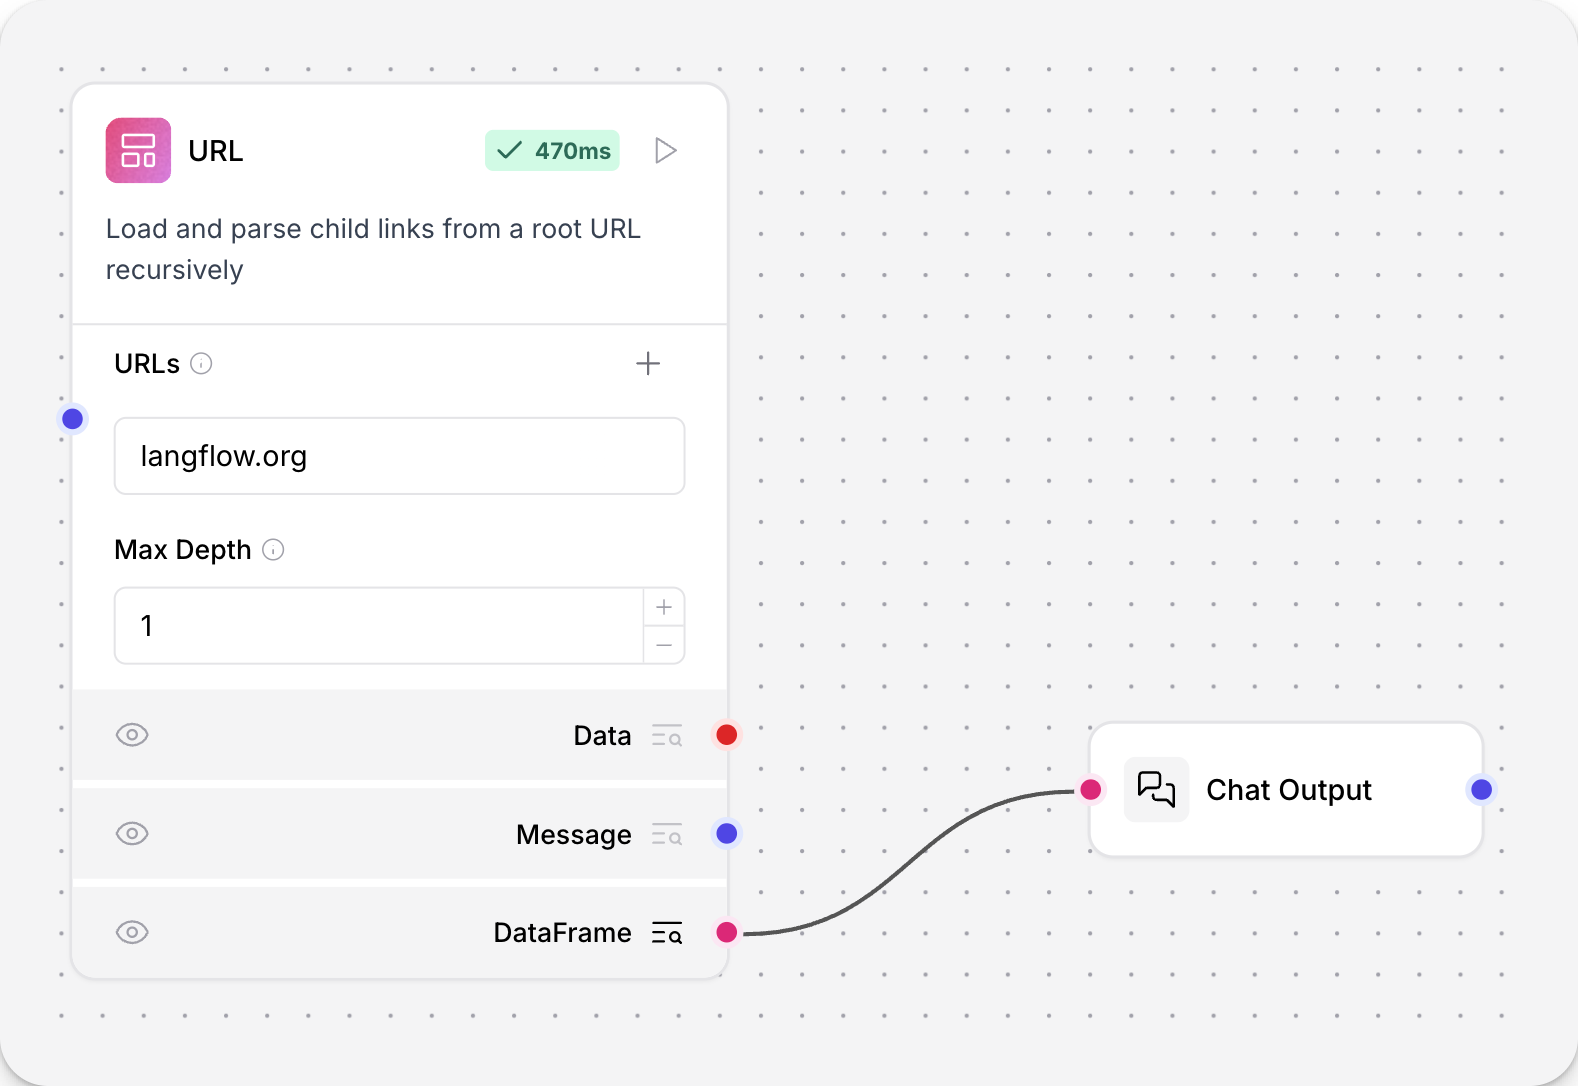 URL
470ms
Load and parse child links from a root URL
recursively
URLs
langflow.org
Max Depth
1
Data
Message
DataFrame
Chat Output